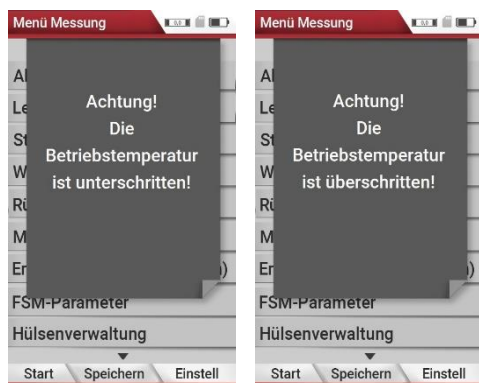 Menü Messung
Achtung!
Die
Betriebstemperatur
ist unterschritten!
FSM-Parameter
Hülsenverwaltung
Start Speichern Einstell
Menü Messung
Achtung!
Die
Betriebstemperatur
ist überschritten!
FSM-Parameter
Hülsenverwaltung
Start Speichern Einstell